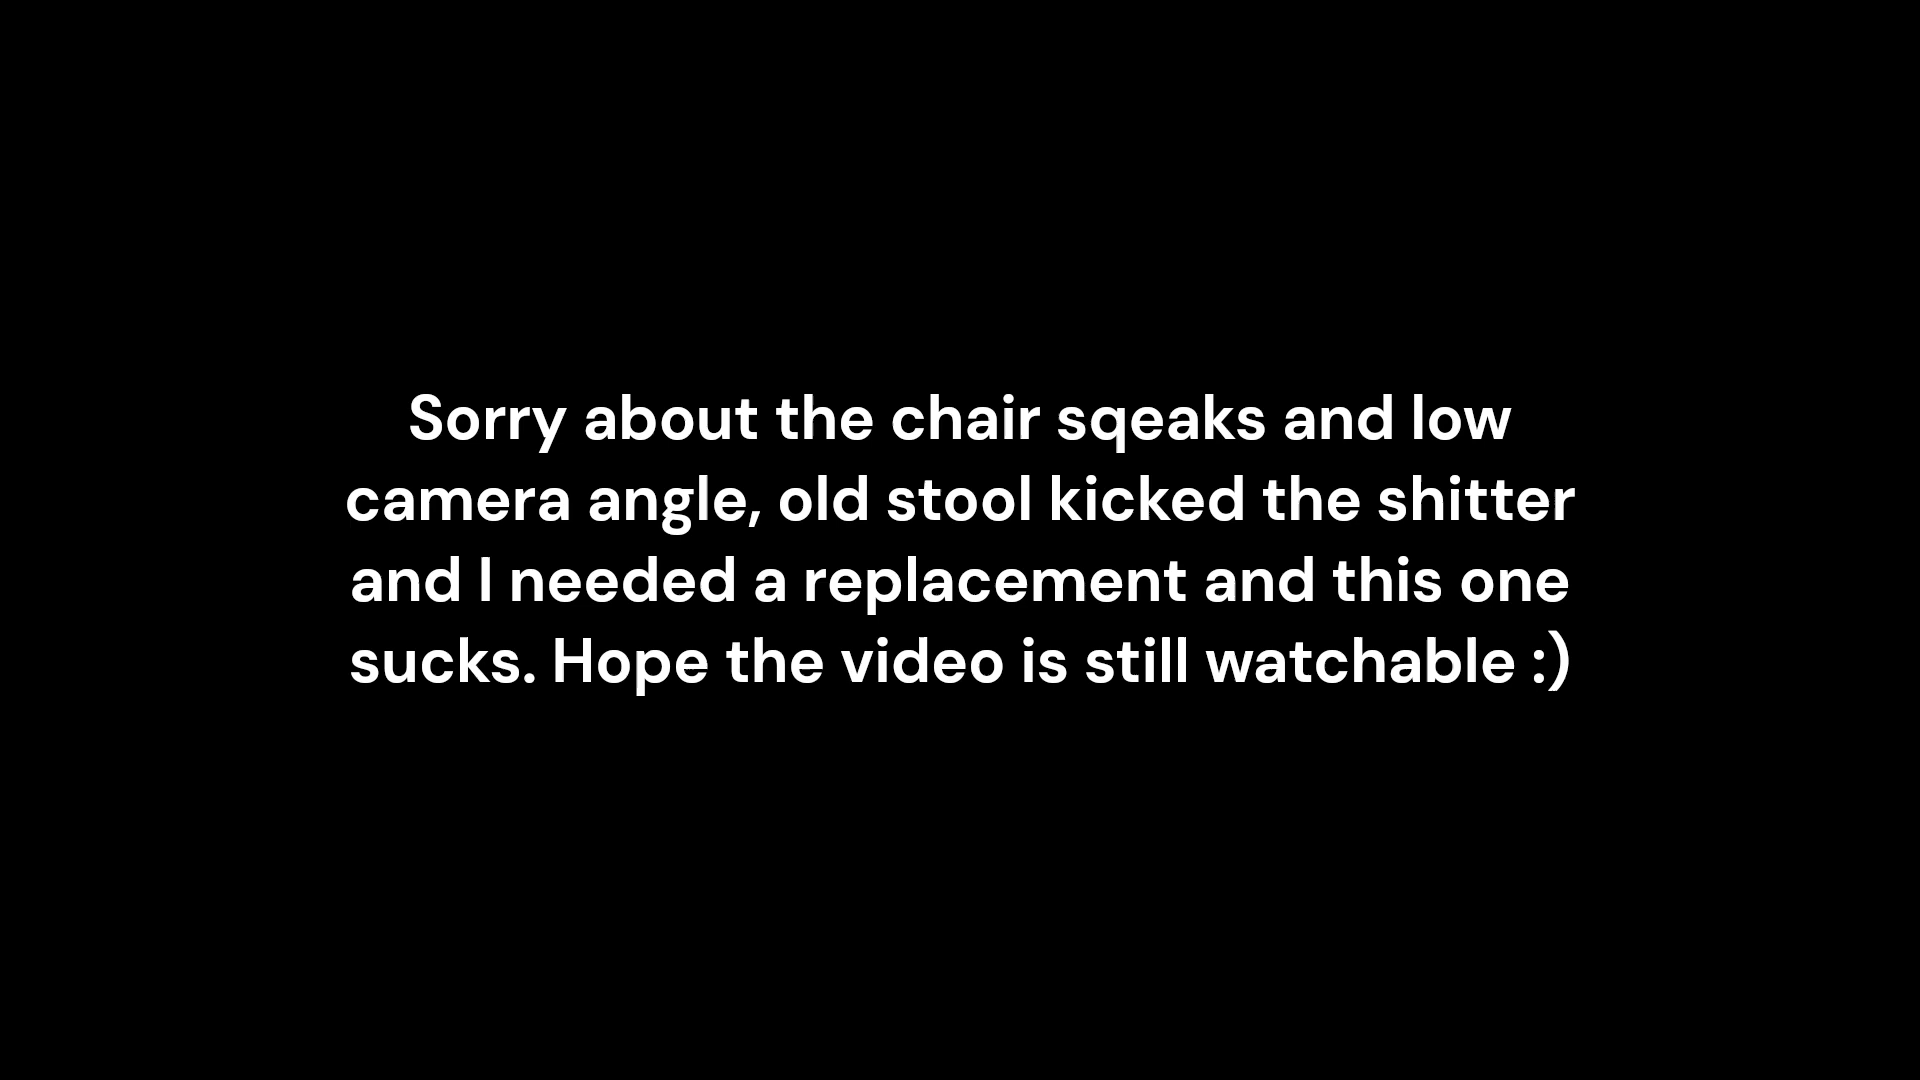 Sorry about the chair sqeaks and low
camera angle, old stool kicked the shitter
and I needed a replacement and this one
sucks. Hope the video is still watchable :)